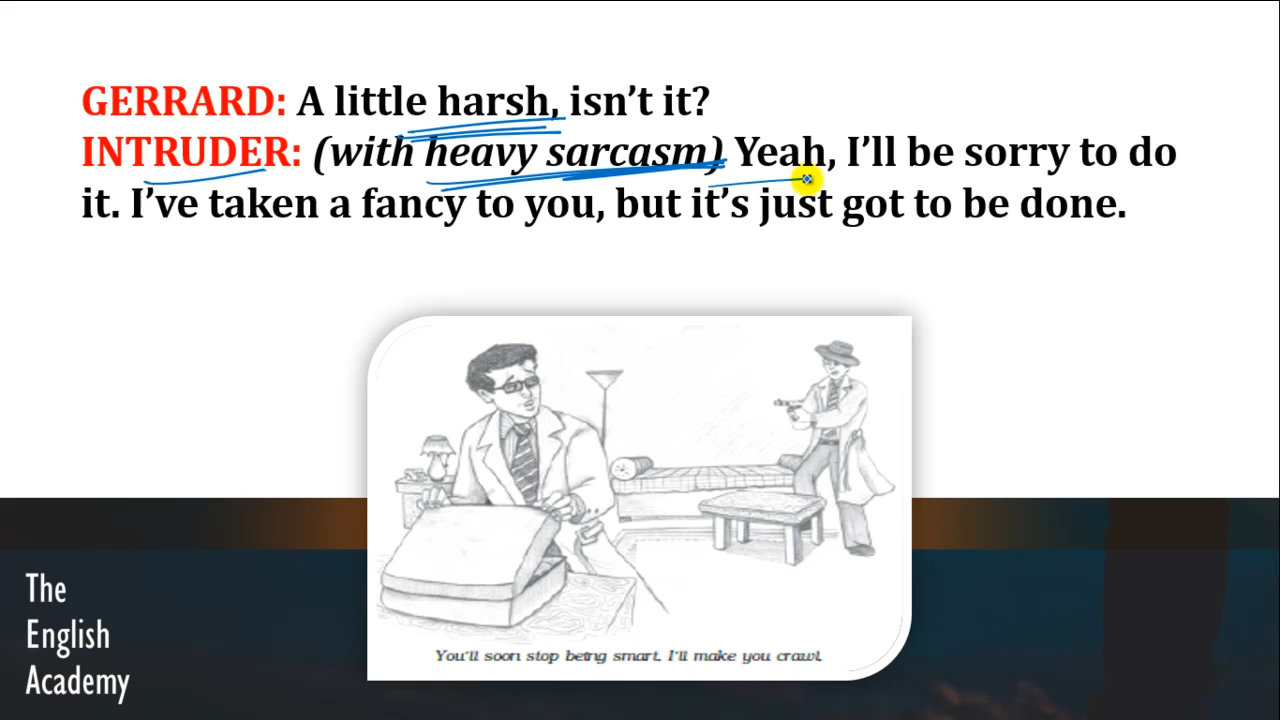 GERRARD: A little harsh, isn't it?
INTRUDER: (with heavy sarcasm) Yeah, I'll be sorry to do
it. I've taken a fancy to you, but it's just got to be done.
You'll soon stop being smart. I'll make you crawl.
The
English
Academy